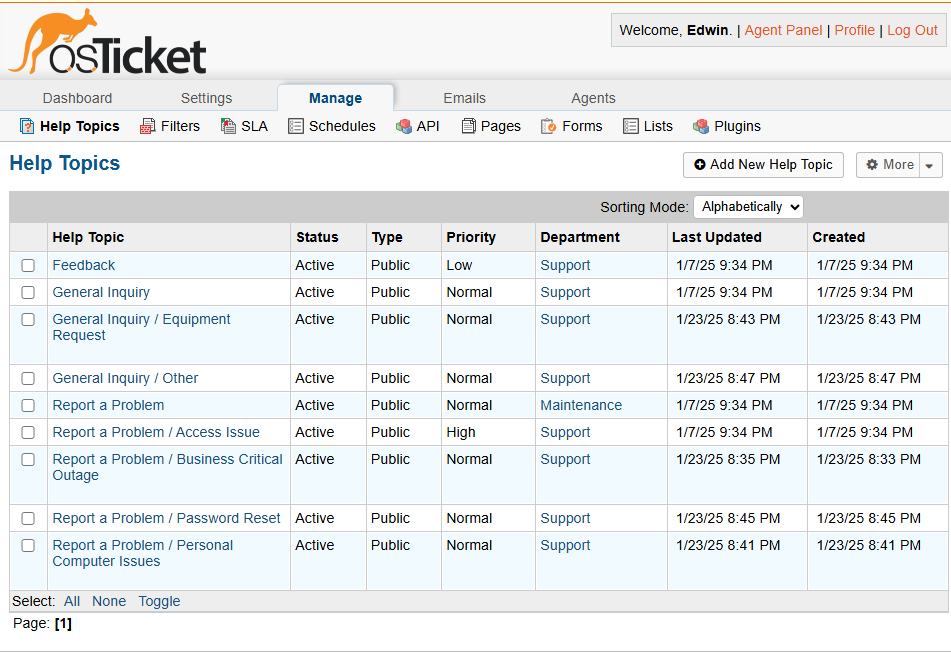 osTicket
Welcome, Edwin. | Agent Panel | Profile | Log Out
Dashboard Settings Manage Emails Agents
Help Topics Filters SLA Schedules API Pages Forms Lists Plugins
Help Topics
Add New Help Topic More
Sorting Mode: Alphabetically
Help Topic Status Type Priority Department Last Updated Created
Feedback Active Public Low Support 1/7/25 9:34 PM 1/7/25 9:34 PM
General Inquiry Active Public Normal Support 1/7/25 9:34 PM 1/7/25 9:34 PM
General Inquiry / Equipment Active Public Normal Support 1/23/25 8:43 PM 1/23/25 8:43 PM
Request
General Inquiry / Other Active Public Normal Support 1/23/25 8:47 PM 1/23/25 8:47 PM
Report a Problem Active Public Normal Maintenance 1/7/25 9:34 PM 1/7/25 9:34 PM
Report a Problem / Access Issue Active Public High Support 1/7/25 9:34 PM 1/7/25 9:34 PM
Report a Problem / Business Critical Active Public Normal Support 1/23/25 8:35 PM 1/23/25 8:33 PM
Outage
Report a Problem / Password Reset Active Public Normal Support 1/23/25 8:45 PM 1/23/25 8:45 PM
Report a Problem / Personal Active Public Normal Support 1/23/25 8:41 PM 1/23/25 8:41 PM
Computer Issues
Select: All None Toggle
Page: [1]